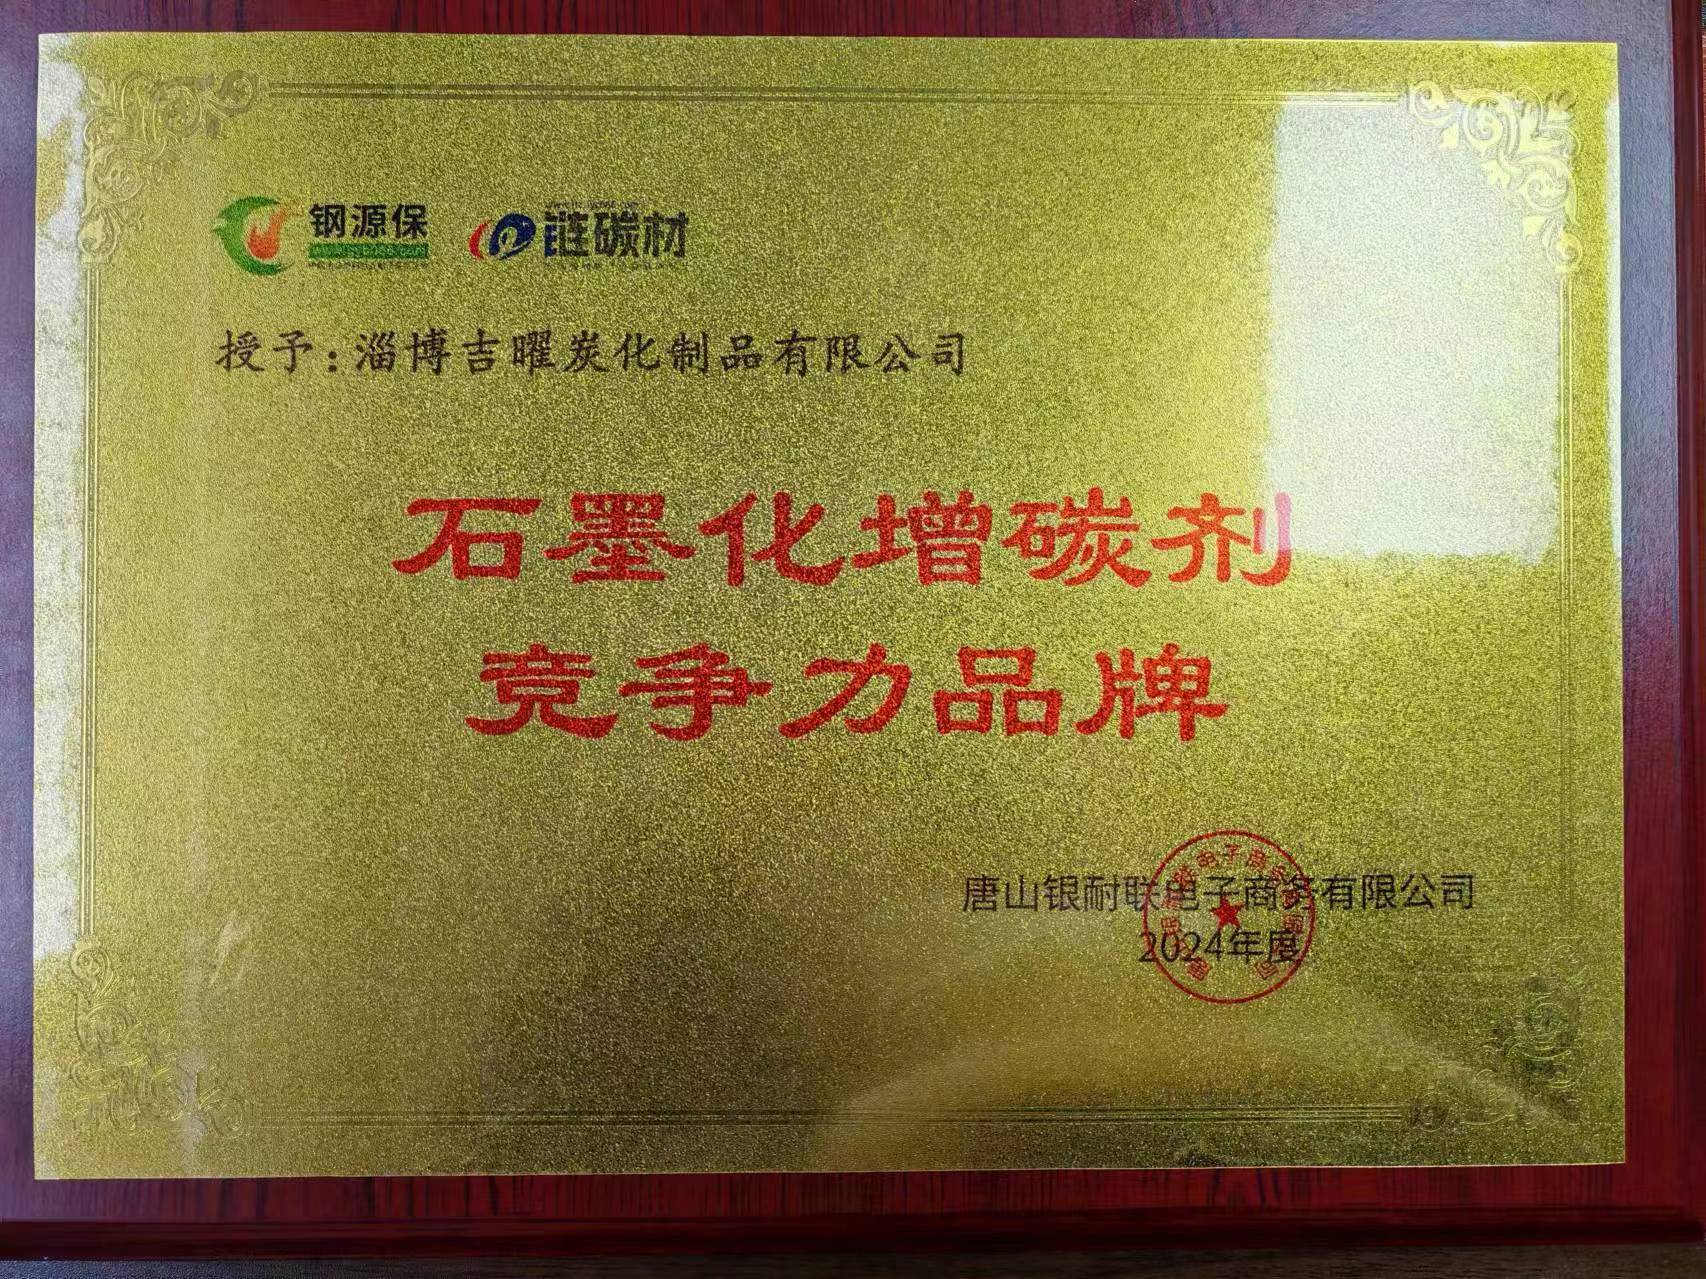 钢源保
链碳材
授予:淄博吉曜炭化制品有限公司
石墨化增碳剂
竞争力品牌
唐山银耐联电子商务有限公司
2024年度